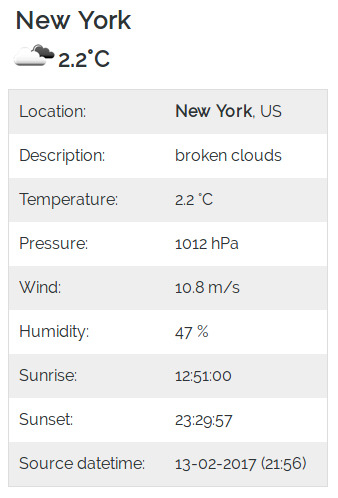 New York
2.2°C
Location: New York, US
Description: broken clouds
Temperature: 2.2 °C
Pressure: 1012 hPa
Wind: 10.8 m/s
Humidity: 47 %
Sunrise: 12:51:00
Sunset: 23:29:57
Source datetime: 13-02-2017 (21:56)